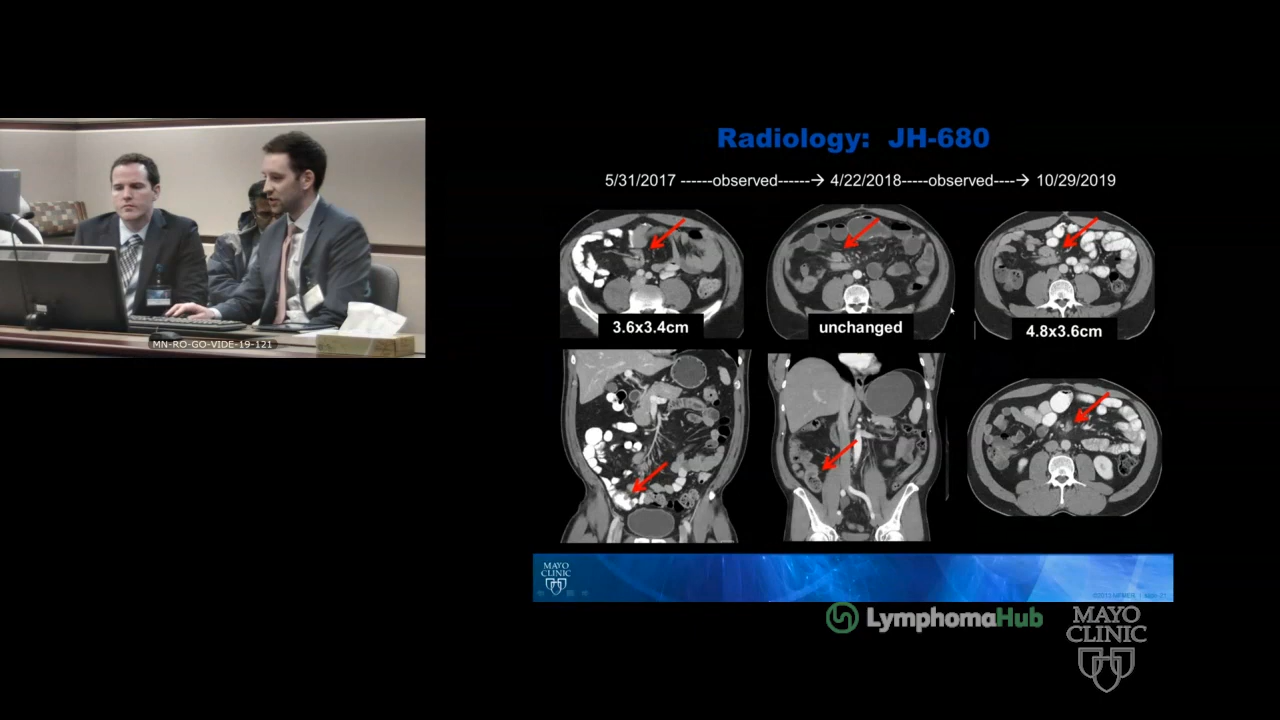 Radiology: JH-680
5/31/2017 ------observed------→ 4/22/2018-----observed----→ 10/29/2019
3.6x3.4cm
unchanged
4.8x3.6cm
MN-RO-GO-VIDE-19-121
MAYO
CLINIC
LymphomaHub
MAYO
CLINIC